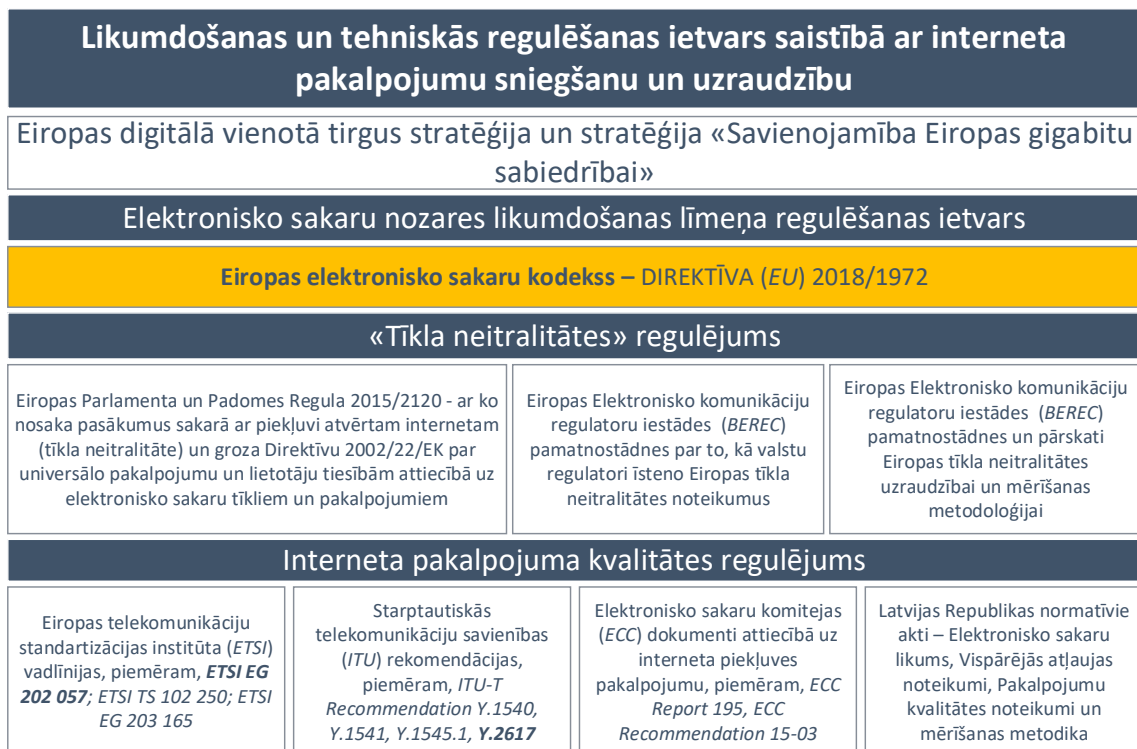 Likumdošanas un tehniskās regulēšanas ietvars saistībā ar interneta
pakalpojumu sniegšanu un uzraudzību
Eiropas digitālā vienotā tirgus stratēģija un stratēģija «Savienojamība Eiropas gigabitu
sabiedrībai»
Elektronisko sakaru nozares likumdošanas līmeņa regulēšanas ietvars
Eiropas elektronisko sakaru kodekss – DIREKTĪVA (EU) 2018/1972
«Tīkla neitralitātes» regulējums
Eiropas Parlamenta un Padomes Regula 2015/2120 - ar ko
nosaka pasākumus sakarā ar piekļuvi atvērtam internetam
(tīkla neitralitāte) un groza Direktīvu 2002/22/EK par
universālo pakalpojumu un lietotāju tiesībām attiecībā uz
elektronisko sakaru tīkliem un pakalpojumiem
Eiropas Elektronisko komunikāciju
regulatoru iestādes (BEREC)
pamatnostādnes par to, kā valstu
regulatori īsteno Eiropas tīkla
neitralitātes noteikumus
Eiropas Elektronisko komunikāciju
regulatoru iestādes (BEREC)
pamatnostādnes un pārskati
Eiropas tīkla neitralitātes
uzraudzībai un mērīšanas
metodoloģijai
Interneta pakalpojuma kvalitātes regulējums
Eiropas telekomunikāciju
standartizācijas institūta (ETSI)
vadlīnijas, piemēram, ETSI EG
202 057; ETSI TS 102 250; ETSI
EG 203 165
Starptautiskās
telekomunikāciju savienības
(ITU) rekomendācijas,
piemēram, ITU-T
Recommendation Y.1540,
Y.1541, Y.1545.1, Y.2617
Elektronisko sakaru komitejas
(ECC) dokumenti attiecībā uz
interneta piekļuves
pakalpojumu, piemēram, ECC
Report 195, ECC
Recommendation 15-03
Latvijas Republikas normatīvie
akti – Elektronisko sakaru
likums, Vispārējās atļaujas
noteikumi, Pakalpojumu
kvalitātes noteikumi un
mērīšanas metodika